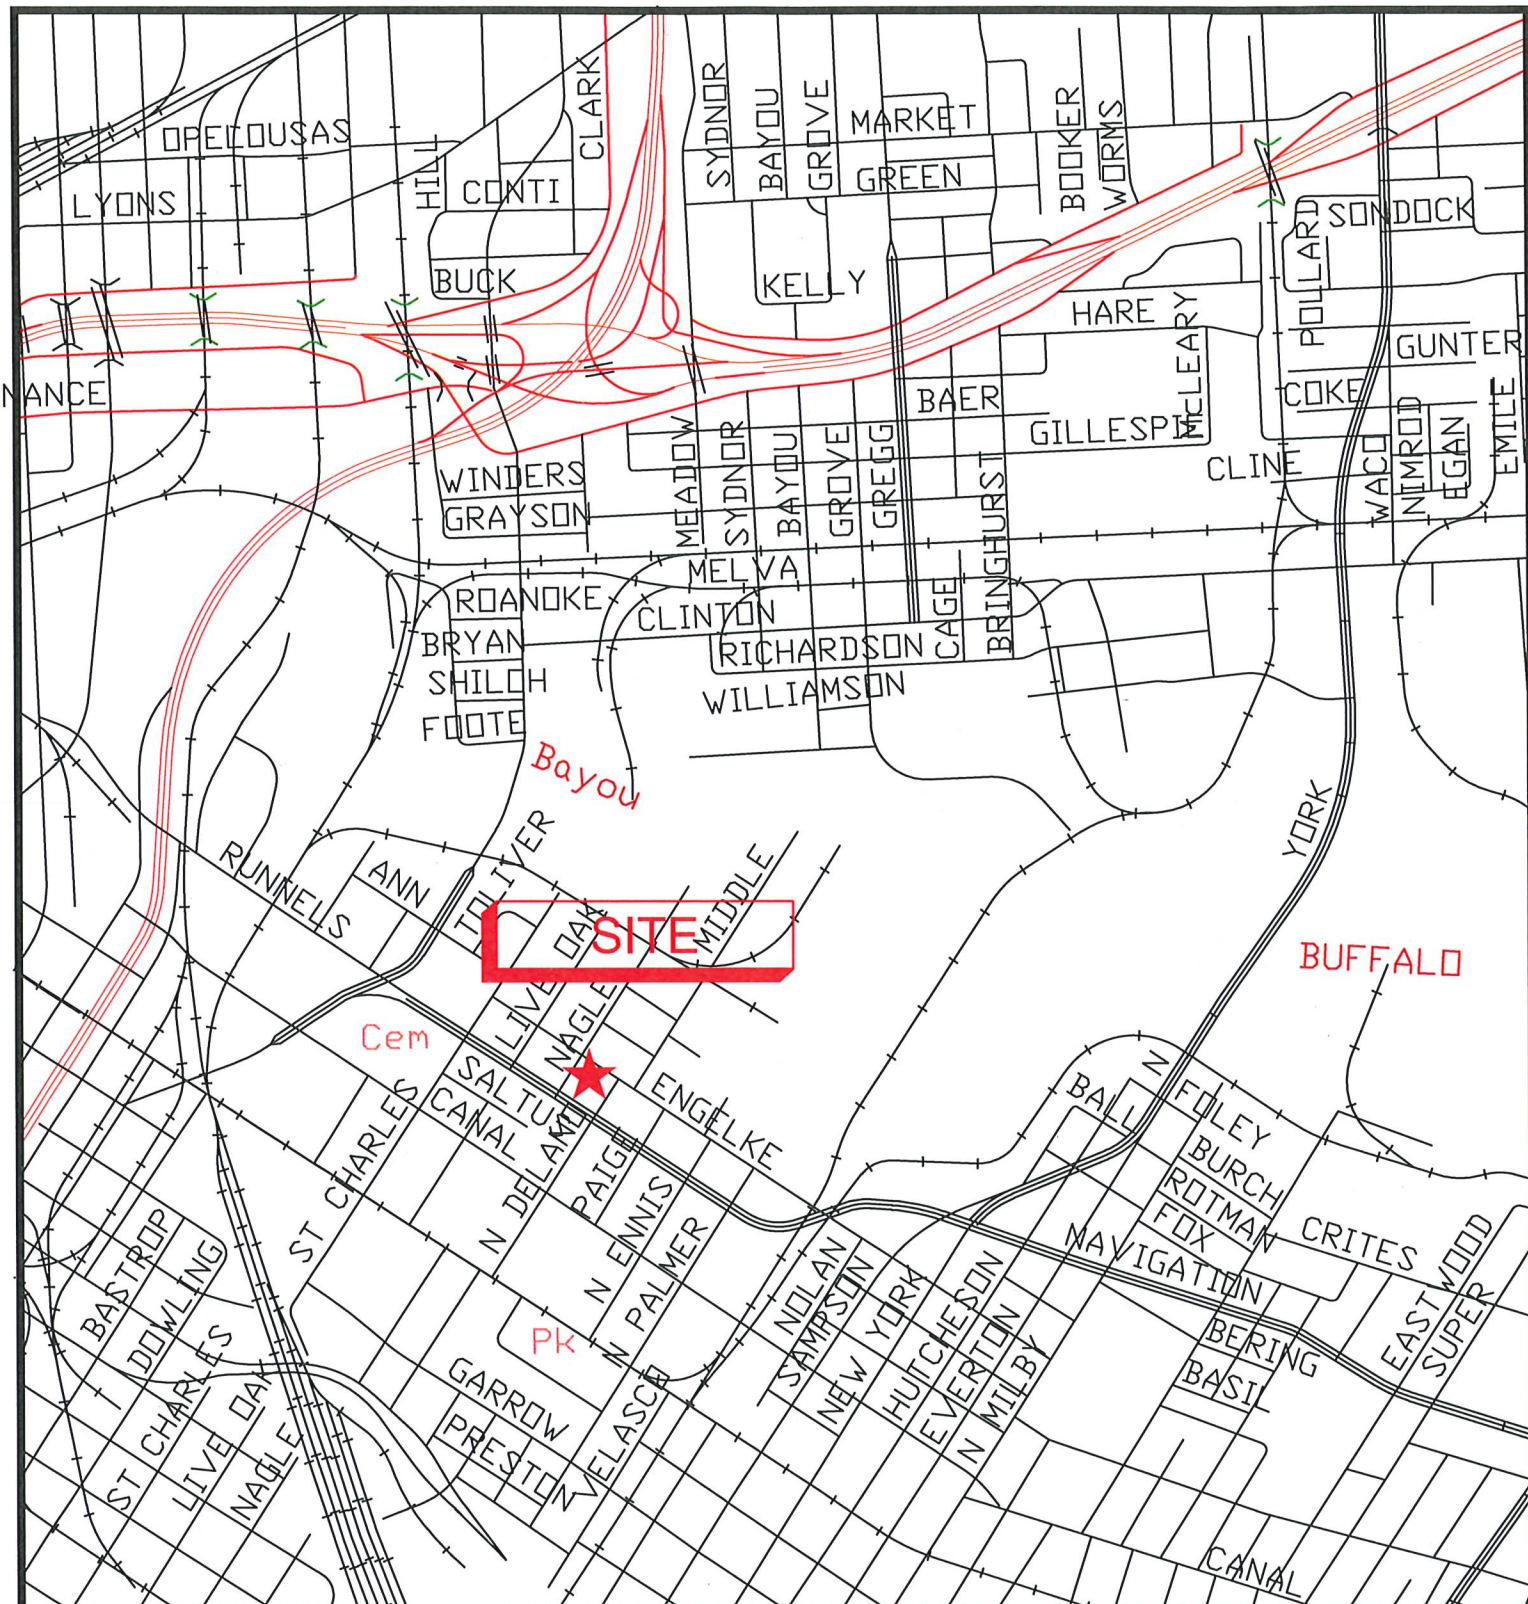 CLARK
SYDNOR
BAYOU
GROVE
MARKET
BOOKER
WORMS
OPELOUSAS
HILL
CONTI
GREEN
LYONS
POLLARD
SONDOCK
BUCK
KELLY
HARE
MCLEARY
GUNTER
NANCE
BAER
COKE
GILLESPI
EMILE
MEADOW
SYDNOR
BAYOU
GROVE
GREGG
BRINGHURST
CLINE
WACO
NIMROD
EGAN
WINDERS
GRAYSON
MELVA
ROANOKE
CLINTON
CAGE
BRYAN
RICHARDSON
SHILOH
WILLIAMSON
FOOTE
Bayou
YORK
TOLIVER
RUNNELS
ANN
MIDDLE
LIVE OAK
SITE
BUFFALO
NAGLE
Cem
SALTUS
CANAL
ENGELKE
N
BALL
FOLEY
BURCH
ROTMAN
FOX
ST CHARLES
N DELAMO
PAIGE
N ENNIS
N PALMER
CRITES
NAVIGATION
EASTWOOD
SUPER
BASTROP
DOWLING
NOLAN
SAMPSON
NEW YORK
HUTCHESON
EVERTON
N MILBY
BERING
BASIL
Pk
GARROW
PRESTON
N VELASCO
ST CHARLES
LIVE OAK
NAGLE
CANAL